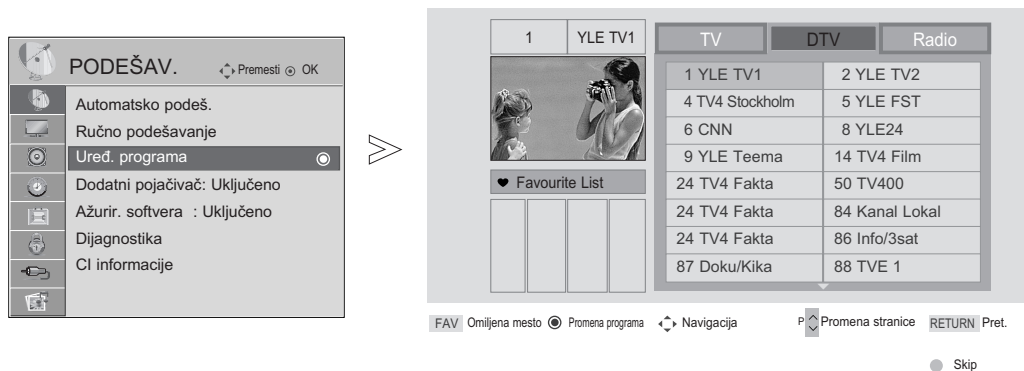 PODEŠAV. Premesti OK
Automatsko podeš.
Ručno podešavanje
Uređ. programa
Dodatni pojačivač: Uključeno
Ažurir. softvera : Uključeno
Dijagnostika
CI informacije
1 YLE TV1
Favourite List
TV DTV Radio
1 YLE TV1 2 YLE TV2
4 TV4 Stockholm 5 YLE FST
6 CNN 8 YLE24
9 YLE Teema 14 TV4 Film
24 TV4 Fakta 50 TV400
24 TV4 Fakta 84 Kanal Lokal
24 TV4 Fakta 86 Info/3sat
87 Doku/Kika 88 TVE 1
FAV Omiljena mesto Promena programa Navigacija P Promena stranice RETURN Pret.
Skip